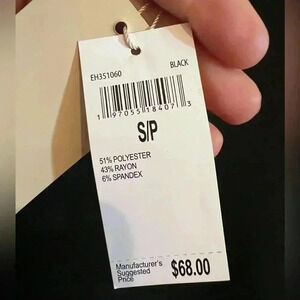 EH351060 BLACK
1 97055 18407 3
S/P
51% POLYESTER
43% RAYON
6% SPANDEX
Manufacturer's
Suggested
Price $68.00